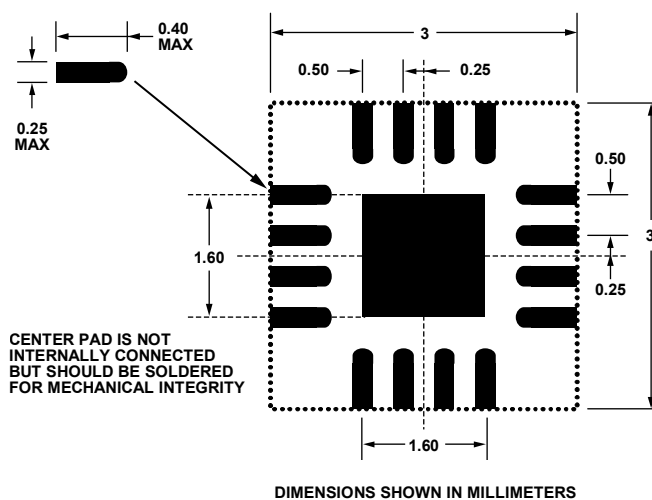 0.40
MAX
0.25
MAX
3
0.50
0.25
0.50
3
0.25
1.60
CENTER PAD IS NOT
INTERNALLY CONNECTED
BUT SHOULD BE SOLDERED
FOR MECHANICAL INTEGRITY
1.60
DIMENSIONS SHOWN IN MILLIMETERS